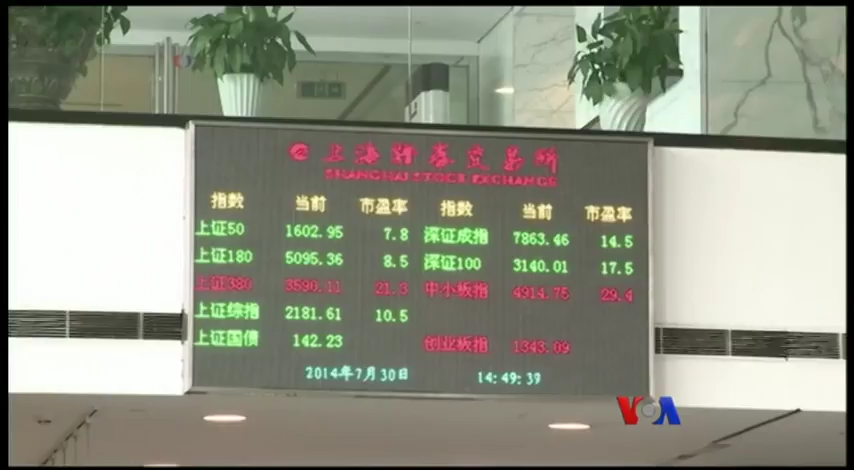 上海证券交易所
SHANGHAI STOCK EXCHANGE
指数 当前 市盈率 指数 当前 市盈率
上证50 1602.95 7.8 深证成指 7863.46 14.5
上证180 5095.36 8.5 深证100 3140.01 17.5
上证380 3590.11 21.3 中小板指 4914.75 29.4
上证综指 2181.61 10.5
上证国债 142.23 创业板指 1343.09
2014年7月30日 14:49:39
VOA